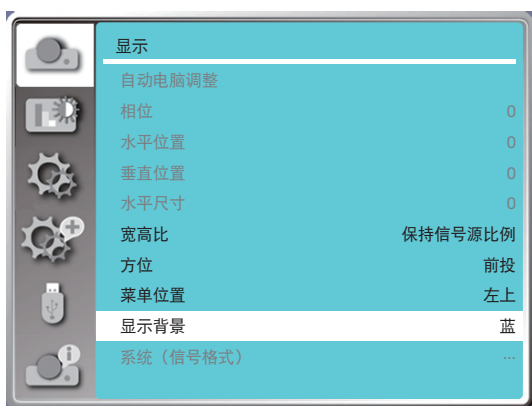 显示
自动电脑调整
相位 0
水平位置 0
垂直位置 0
水平尺寸 0
宽高比 保持信号源比例
方位 前投
菜单位置 左上
显示背景 蓝
系统（信号格式） ...